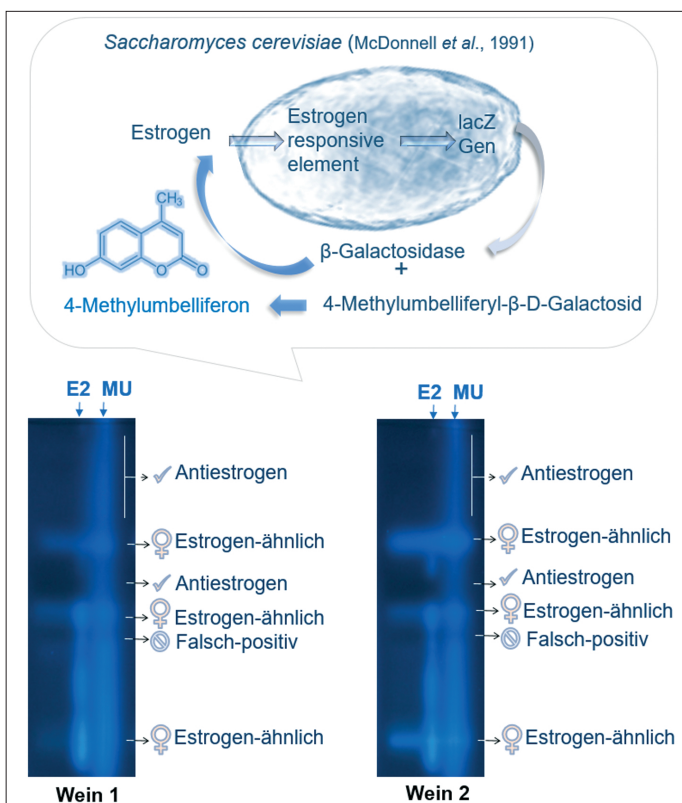 Saccharomyces cerevisiae (McDonnell et al., 1991)
Estrogen
Estrogen
responsive
element
lacZ
Gen
CH₃
HO
O
O
β-Galactosidase
+
4-Methylumbelliferon
4-Methylumbelliferyl-β-D-Galactosid
E2 MU
Antiestrogen
Estrogen-ähnlich
Antiestrogen
Estrogen-ähnlich
Falsch-positiv
Estrogen-ähnlich
Wein 1
E2 MU
Antiestrogen
Estrogen-ähnlich
Antiestrogen
Estrogen-ähnlich
Falsch-positiv
Estrogen-ähnlich
Wein 2